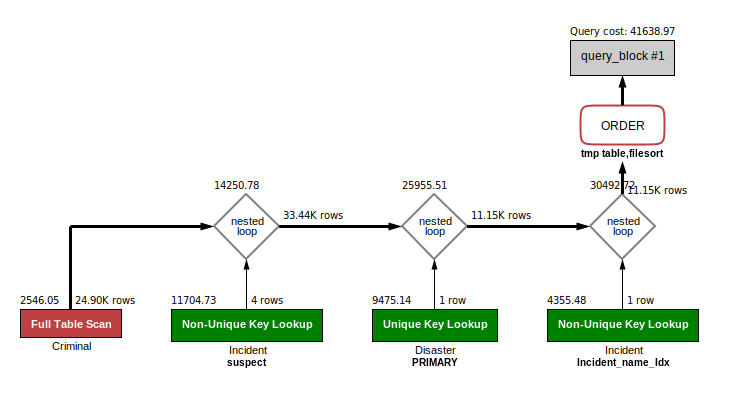 Query cost: 41638.97
query_block #1
ORDER
tmp table,filesort
14250.78
25955.51
30492.72
11.15K rows
nested
loop
33.44K rows
nested
loop
11.15K rows
nested
loop
2546.05
24.90K rows
11704.73
4 rows
9475.14
1 row
4355.48
1 row
Full Table Scan
Non-Unique Key Lookup
Unique Key Lookup
Non-Unique Key Lookup
Criminal
Incident
suspect
Disaster
PRIMARY
Incident
Incident_name_Idx